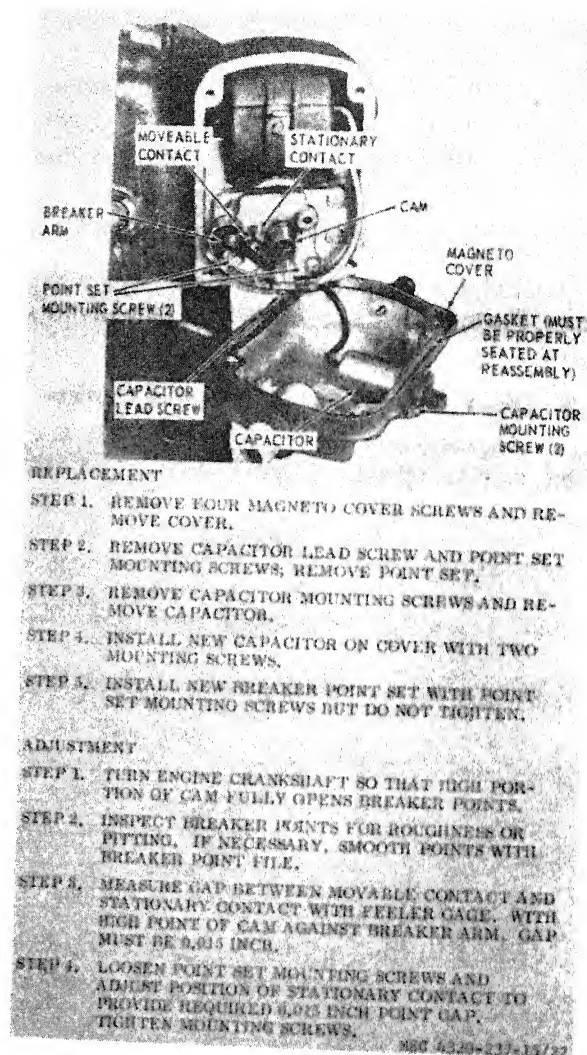 MOVEABLE
CONTACT
STATIONARY
CONTACT
BREAKER
ARM
CAM
MAGNETO
COVER
POINT SET
MOUNTING SCREW (2)
GASKET (MUST
BE PROPERLY
SEATED AT
REASSEMBLY)
CAPACITOR
LEAD SCREW
CAPACITOR
CAPACITOR
MOUNTING
SCREW (2)
REPLACEMENT
STEP 1. REMOVE FOUR MAGNETO COVER SCREWS AND RE-
MOVE COVER.
STEP 2. REMOVE CAPACITOR LEAD SCREW AND POINT SET
MOUNTING SCREWS; REMOVE POINT SET.
STEP 3. REMOVE CAPACITOR MOUNTING SCREWS AND RE-
MOVE CAPACITOR.
STEP 4. INSTALL NEW CAPACITOR ON COVER WITH TWO
MOUNTING SCREWS.
STEP 5. INSTALL NEW BREAKER POINT SET WITH POINT
SET MOUNTING SCREWS BUT DO NOT TIGHTEN.
ADJUSTMENT
STEP 1. TURN ENGINE CRANKSHAFT SO THAT HIGH POR-
TION OF CAM FULLY OPENS BREAKER POINTS.
STEP 2. INSPECT BREAKER POINTS FOR ROUGHNESS OR
PITTING. IF NECESSARY, SMOOTH POINTS WITH
BREAKER POINT FILE.
STEP 3. MEASURE GAP BETWEEN MOVABLE CONTACT AND
STATIONARY CONTACT WITH FEELER GAGE. WITH
HIGH POINT OF CAM AGAINST BREAKER ARM. GAP
MUST BE 0.015 INCH.
STEP 4. LOOSEN POINT SET MOUNTING SCREWS AND
ADJUST POSITION OF STATIONARY CONTACT TO
PROVIDE REQUIRED INCH POINT GAP.
TIGHTEN MOUNTING SCREWS.